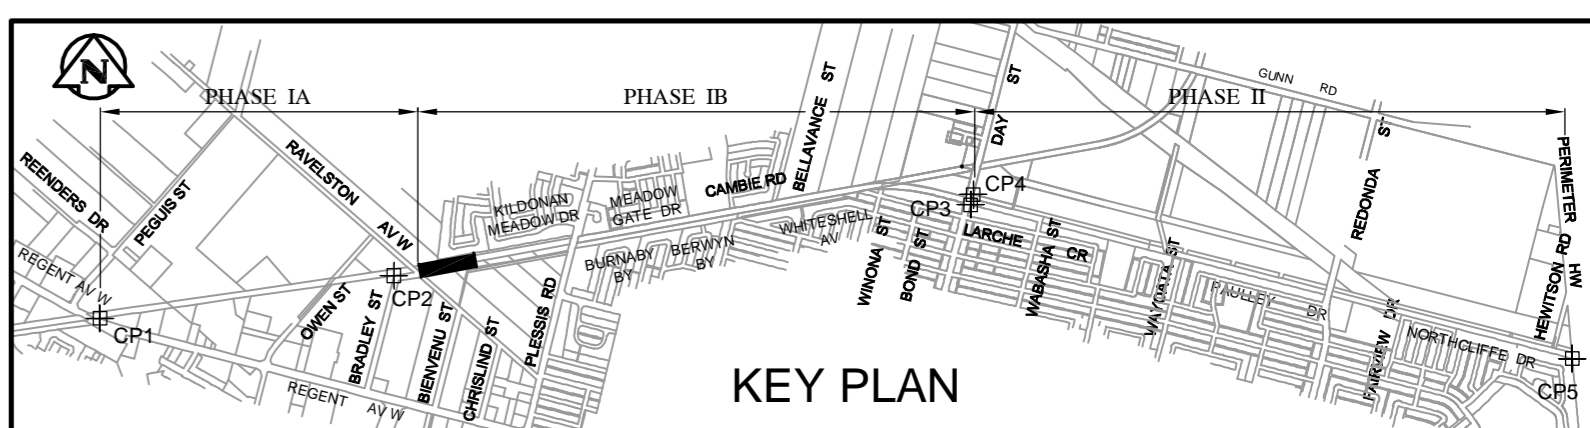 N
PHASE IA
PHASE IB
PHASE II
GUNN RD
REENDERS DR
PEGUIS ST
RAVELSTON AV W
REGENT AV W
CP1
OWEN ST
BRADLEY ST
CP2
BIENVENU ST
CHRISLIND ST
REGENT AV W
KILDONAN
MEADOW DR
MEADOW
GATE DR
CAMBIE RD
BELLAVANCE ST
PLESSIS RD
BURNABY
BY
BERWYN
BY
WHITESHELL
AV
WINONA ST
BOND ST
DAY ST
CP4
CP3
LARCHE CR
WABASHA ST
WAYOATA ST
REDONDA ST
PAULLEY DR
FAIRVIEW DR
NORTHCLIFFE DR
PERIMETER HW
HEWITSON RD
CP5
KEY PLAN